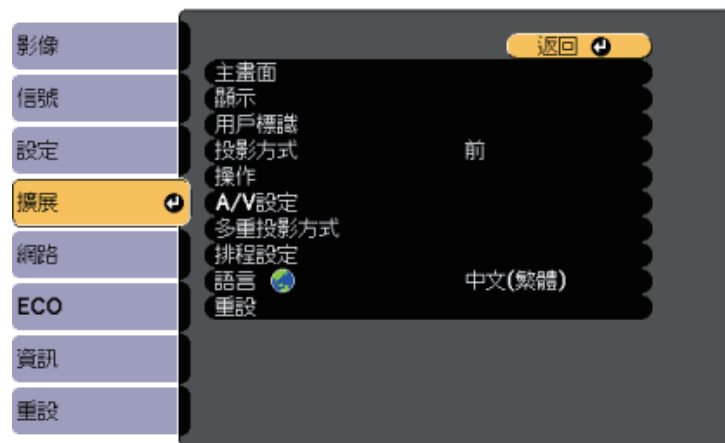 影像
信號
設定
擴展
網路
ECO
資訊
重設
返回
主畫面
顯示
用戶標識
投影方式 前
操作
A/V設定
多重投影方式
排程設定
語言 中文(繁體)
重設